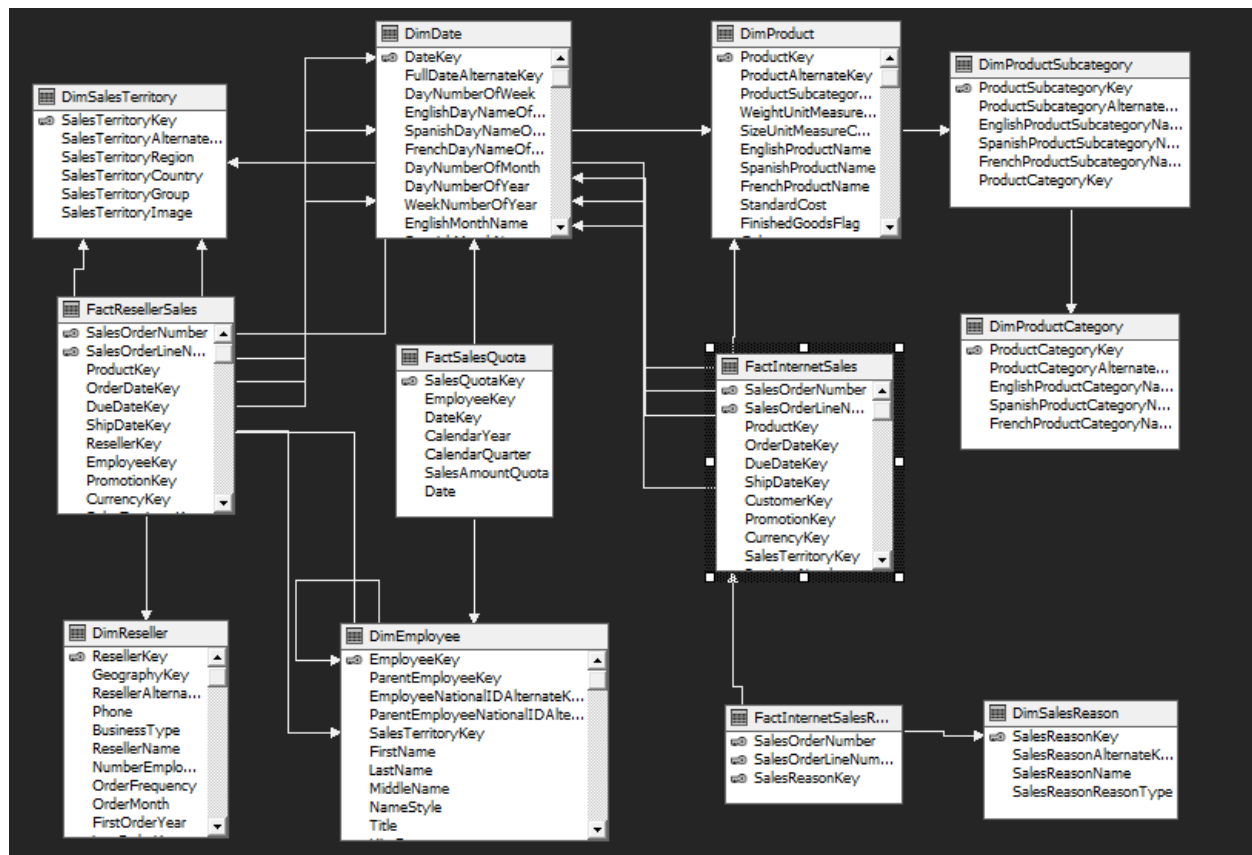 DimDate
DateKey
FullDateAlternateKey
DayNumberOfWeek
EnglishDayNameOf...
SpanishDayNameO...
FrenchDayNameOf...
DayNumberOfMonth
DayNumberOfYear
WeekNumberOfYear
EnglishMonthName
DimProduct
ProductKey
ProductAlternateKey
ProductSubcategor...
WeightUnitMeasure...
SizeUnitMeasureC...
EnglishProductName
SpanishProductName
FrenchProductName
StandardCost
FinishedGoodsFlag
DimProductSubcategory
ProductSubcategoryKey
ProductSubcategoryAlternate...
EnglishProductSubcategoryNa...
SpanishProductSubcategoryN...
FrenchProductSubcategoryNa...
ProductCategoryKey
DimSalesTerritory
SalesTerritoryKey
SalesTerritoryAlternate...
SalesTerritoryRegion
SalesTerritoryCountry
SalesTerritoryGroup
SalesTerritoryImage
FactResellerSales
SalesOrderNumber
SalesOrderLineN...
ProductKey
OrderDateKey
DueDateKey
ShipDateKey
ResellerKey
EmployeeKey
PromotionKey
CurrencyKey
FactSalesQuota
SalesQuotaKey
EmployeeKey
DateKey
CalendarYear
CalendarQuarter
SalesAmountQuota
Date
FactInternetSales
SalesOrderNumber
SalesOrderLineN...
ProductKey
OrderDateKey
DueDateKey
ShipDateKey
CustomerKey
PromotionKey
CurrencyKey
SalesTerritoryKey
DimProductCategory
ProductCategoryKey
ProductCategoryAlternate...
EnglishProductCategoryNa...
SpanishProductCategoryN...
FrenchProductCategoryNa...
DimReseller
ResellerKey
GeographyKey
ResellerAlterna...
Phone
BusinessType
ResellerName
NumberEmplo...
OrderFrequency
OrderMonth
FirstOrderYear
DimEmployee
EmployeeKey
ParentEmployeeKey
EmployeeNationalIDAlternateK...
ParentEmployeeNationalIDAlte...
SalesTerritoryKey
FirstName
LastName
MiddleName
NameStyle
Title
FactInternetSalesR...
SalesOrderNumber
SalesOrderLineNum...
SalesReasonKey
DimSalesReason
SalesReasonKey
SalesReasonAlternateK...
SalesReasonName
SalesReasonReasonType